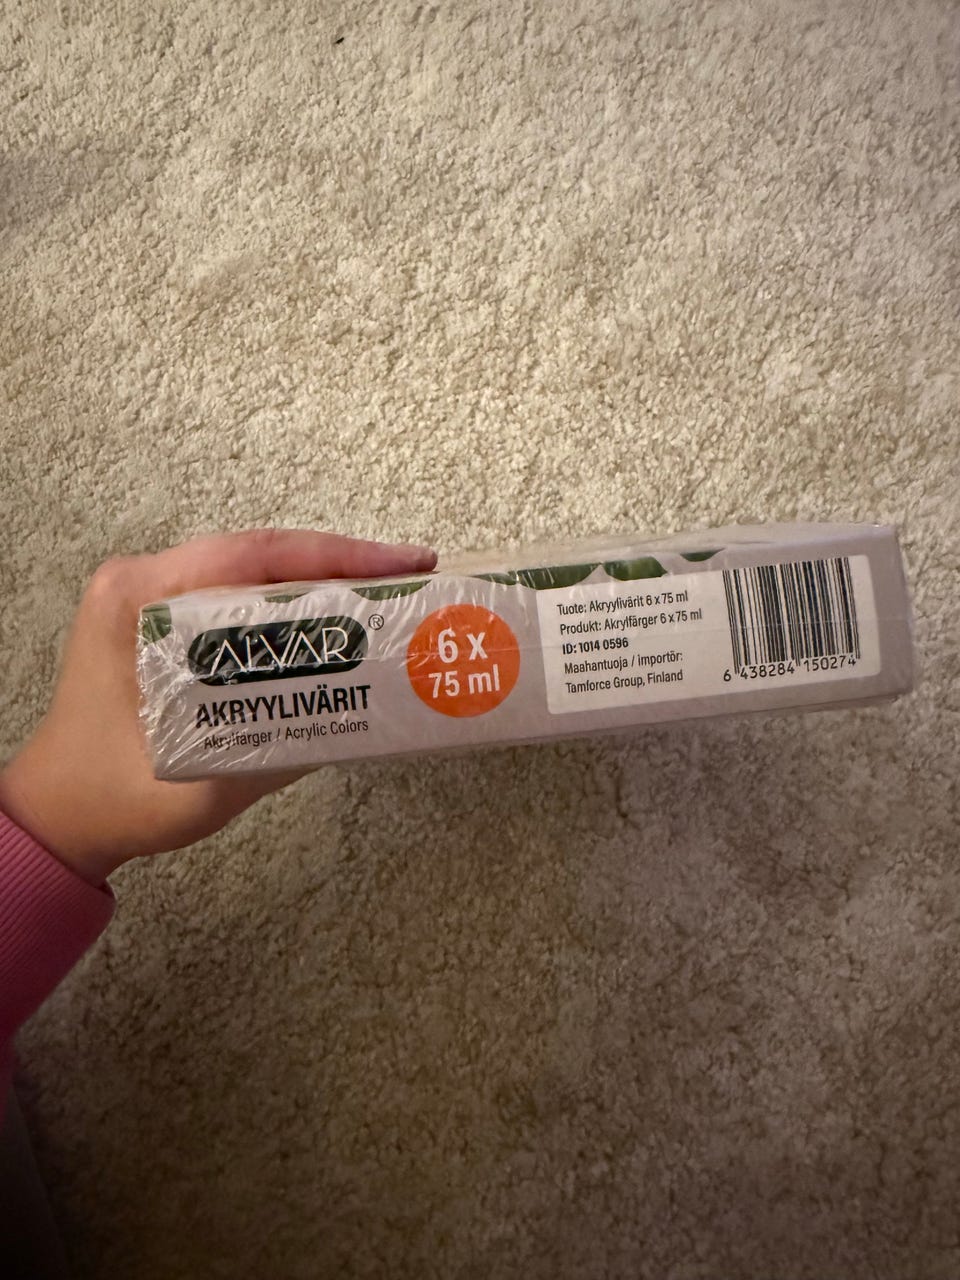 ALVAR®
AKRYYLIVÄRIT
Akrylfärger / Acrylic Colors
6 x
75 ml
Tuote: Akryylivärit 6 x 75 ml
Produkt: Akrylfärger 6 x 75 ml
ID: 1014 0596
Maahantuoja / importör:
Tamforce Group, Finland
6 438284 150274